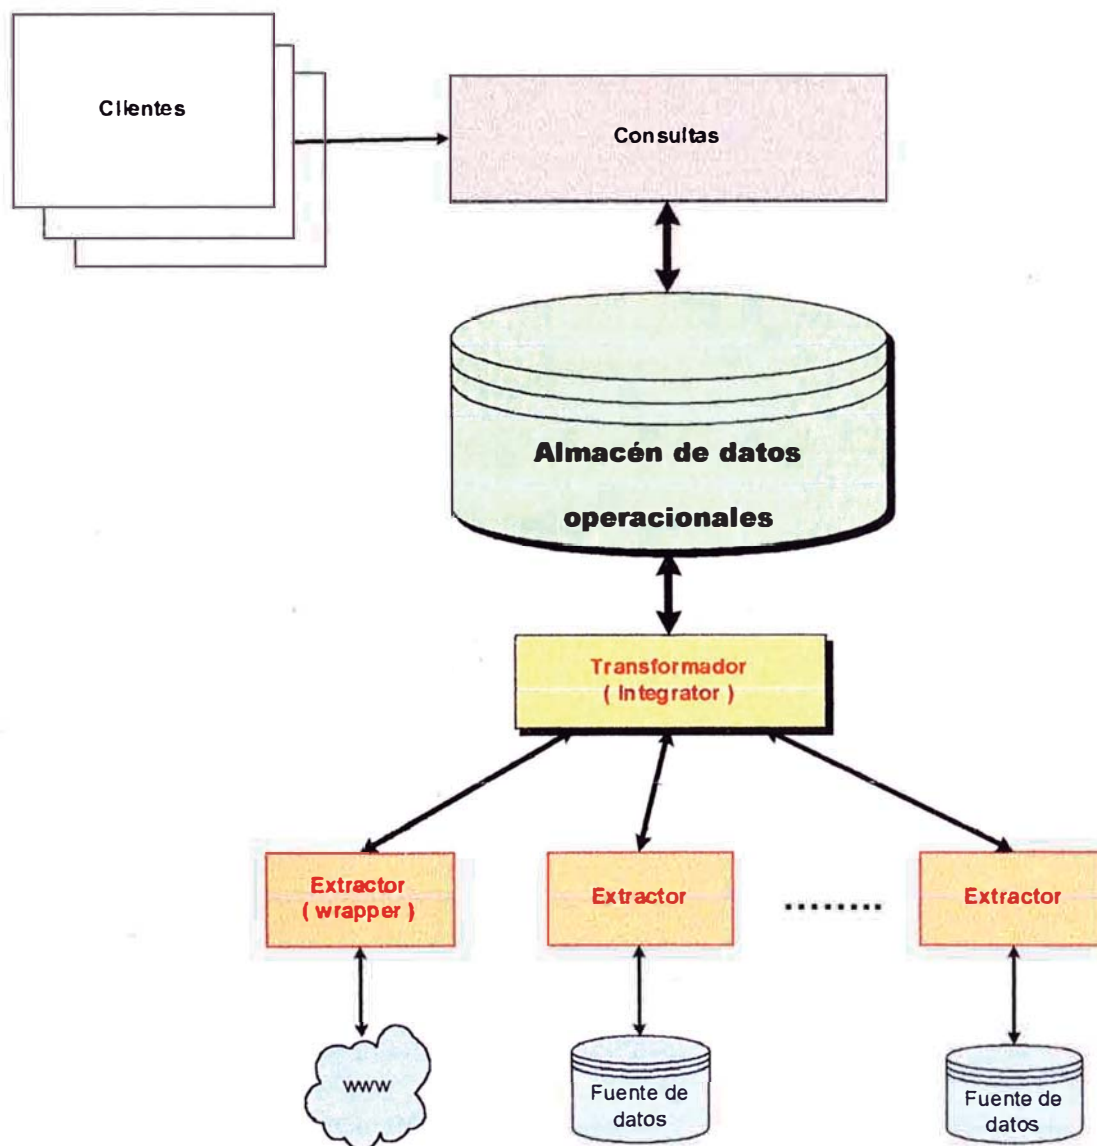 Clientes
Consultas
Almacén de datos
operacionales
Transformador
( Integrator )
Extractor
( wrapper )
Extractor
........
Extractor
www
Fuente de
datos
Fuente de
datos